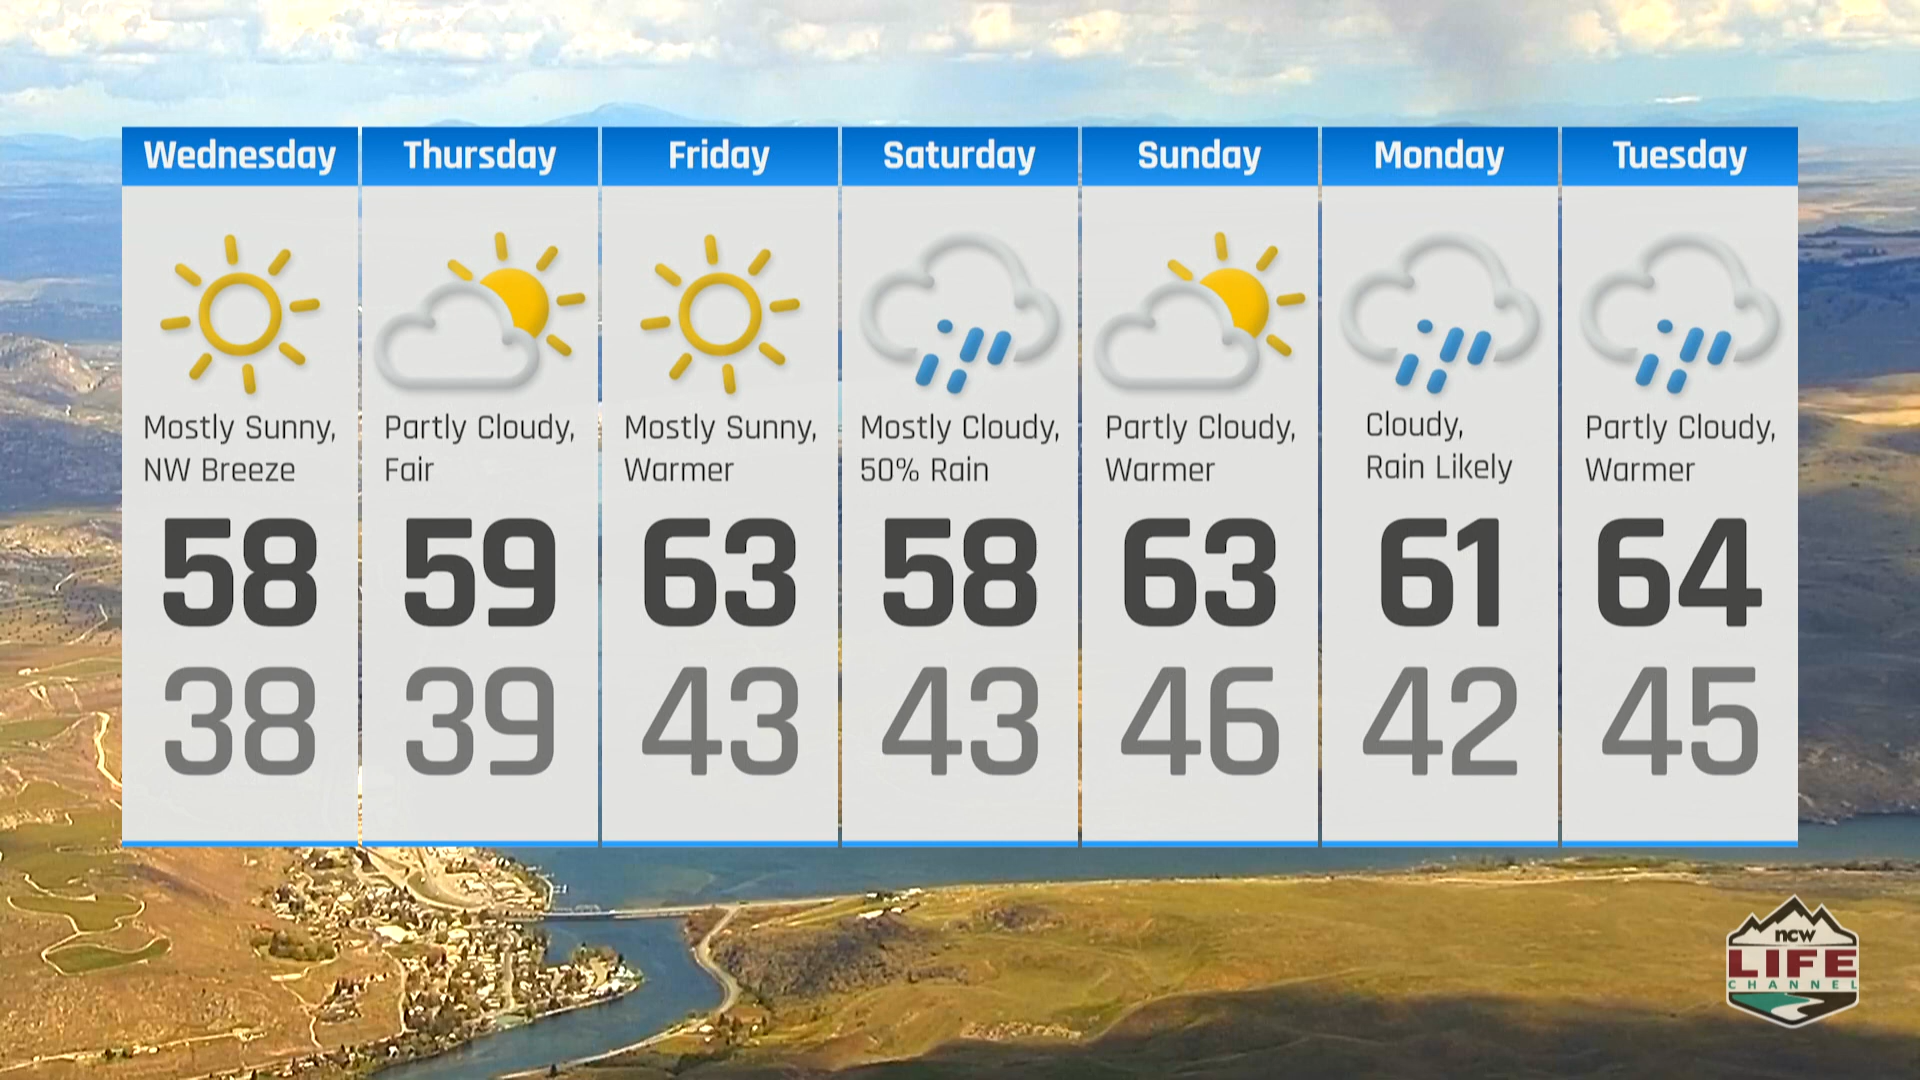 Wednesday
Mostly Sunny,
NW Breeze
58
38
Thursday
Partly Cloudy,
Fair
59
39
Friday
Mostly Sunny,
Warmer
63
43
Saturday
Mostly Cloudy,
50% Rain
58
43
Sunday
Partly Cloudy,
Warmer
63
46
Monday
Cloudy,
Rain Likely
61
42
Tuesday
Partly Cloudy,
Warmer
64
45
ncw
LIFE
CHANNEL